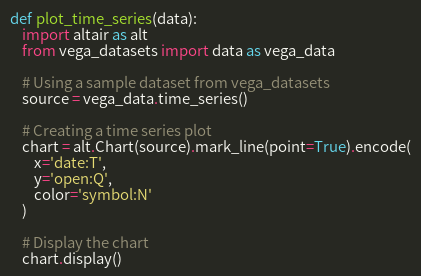 def plot_time_series(data):
    import altair as alt
    from vega_datasets import data as vega_data

    # Using a sample dataset from vega_datasets
    source = vega_data.time_series()

    # Creating a time series plot
    chart = alt.Chart(source).mark_line(point=True).encode(
        x='date:T',
        y='open:Q',
        color='symbol:N'
    )

    # Display the chart
    chart.display()